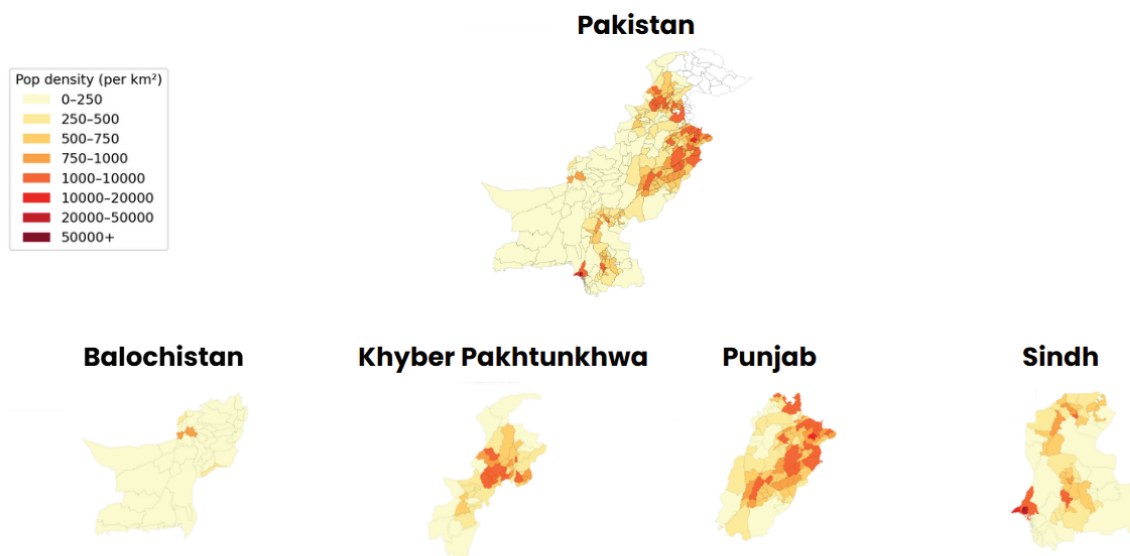 Pakistan
Pop density (per km²)
0–250
250–500
500–750
750–1000
1000–10000
10000–20000
20000–50000
50000+
Balochistan
Khyber Pakhtunkhwa
Punjab
Sindh